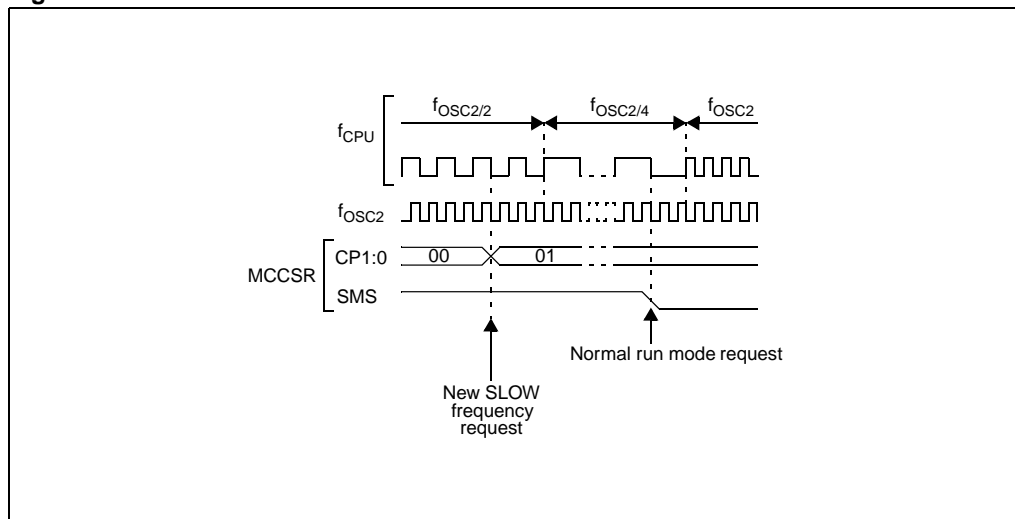 fOSC2/2 fOSC2/4 fOSC2
fCPU
fOSC2
CP1:0 00 01
MCCSR
SMS
Normal run mode request
New SLOW
frequency
request